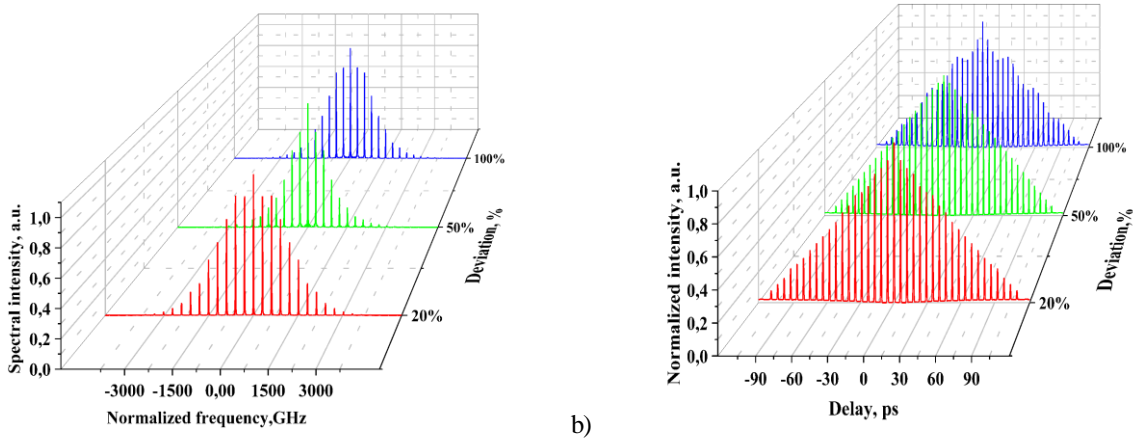 Spectral intensity, a.u.
1,0
0,8
0,6
0,4
0,2
0,0
-3000 -1500 0,00 1500 3000
Normalized frequency,GHz
20%
50%
100%
Deviation,%
b)
Normalized intensity, a.u.
1,0
0,8
0,6
0,4
0,2
0,0
-90 -60 -30 0 30 60 90
Delay, ps
20%
50%
100%
Deviation,%